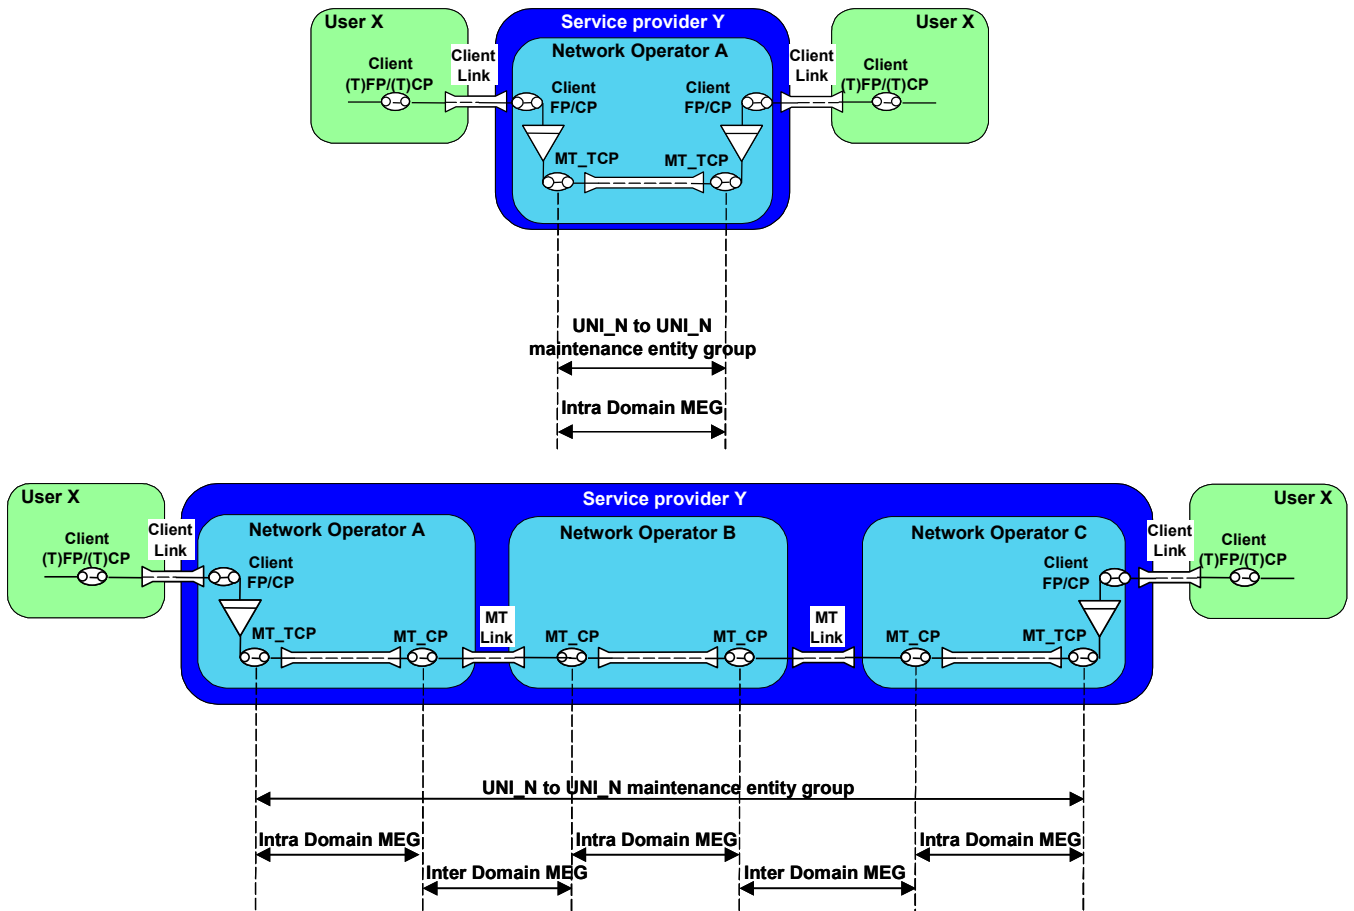 User X
Service provider Y
User X
Network Operator A
Client
Link
Client
Link
Client
(T)FP/(T)CP
Client
(T)FP/(T)CP
Client
FP/CP
Client
FP/CP
MT_TCP
MT_TCP
UNI_N to UNI_N
maintenance entity group
Intra Domain MEG
User X
Service provider Y
User X
Network Operator A
Network Operator B
Network Operator C
Client
Link
Client
Link
Client
(T)FP/(T)CP
Client
(T)FP/(T)CP
Client
FP/CP
Client
FP/CP
MT_TCP
MT_CP
MT
Link
MT_CP
MT_CP
MT
Link
MT_CP
MT_TCP
UNI_N to UNI_N maintenance entity group
Intra Domain MEG
Intra Domain MEG
Intra Domain MEG
Inter Domain MEG
Inter Domain MEG